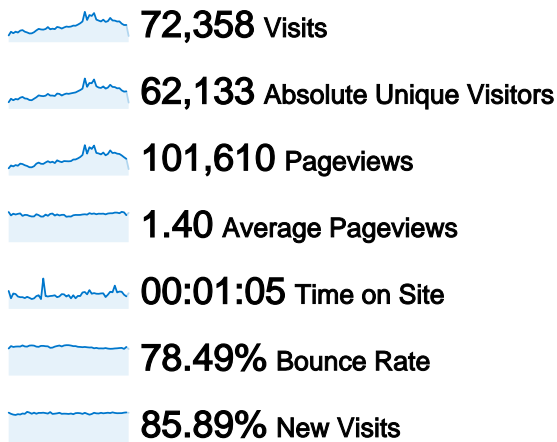 72,358 Visits
62,133 Absolute Unique Visitors
101,610 Pageviews
1.40 Average Pageviews
00:01:05 Time on Site
78.49% Bounce Rate
85.89% New Visits